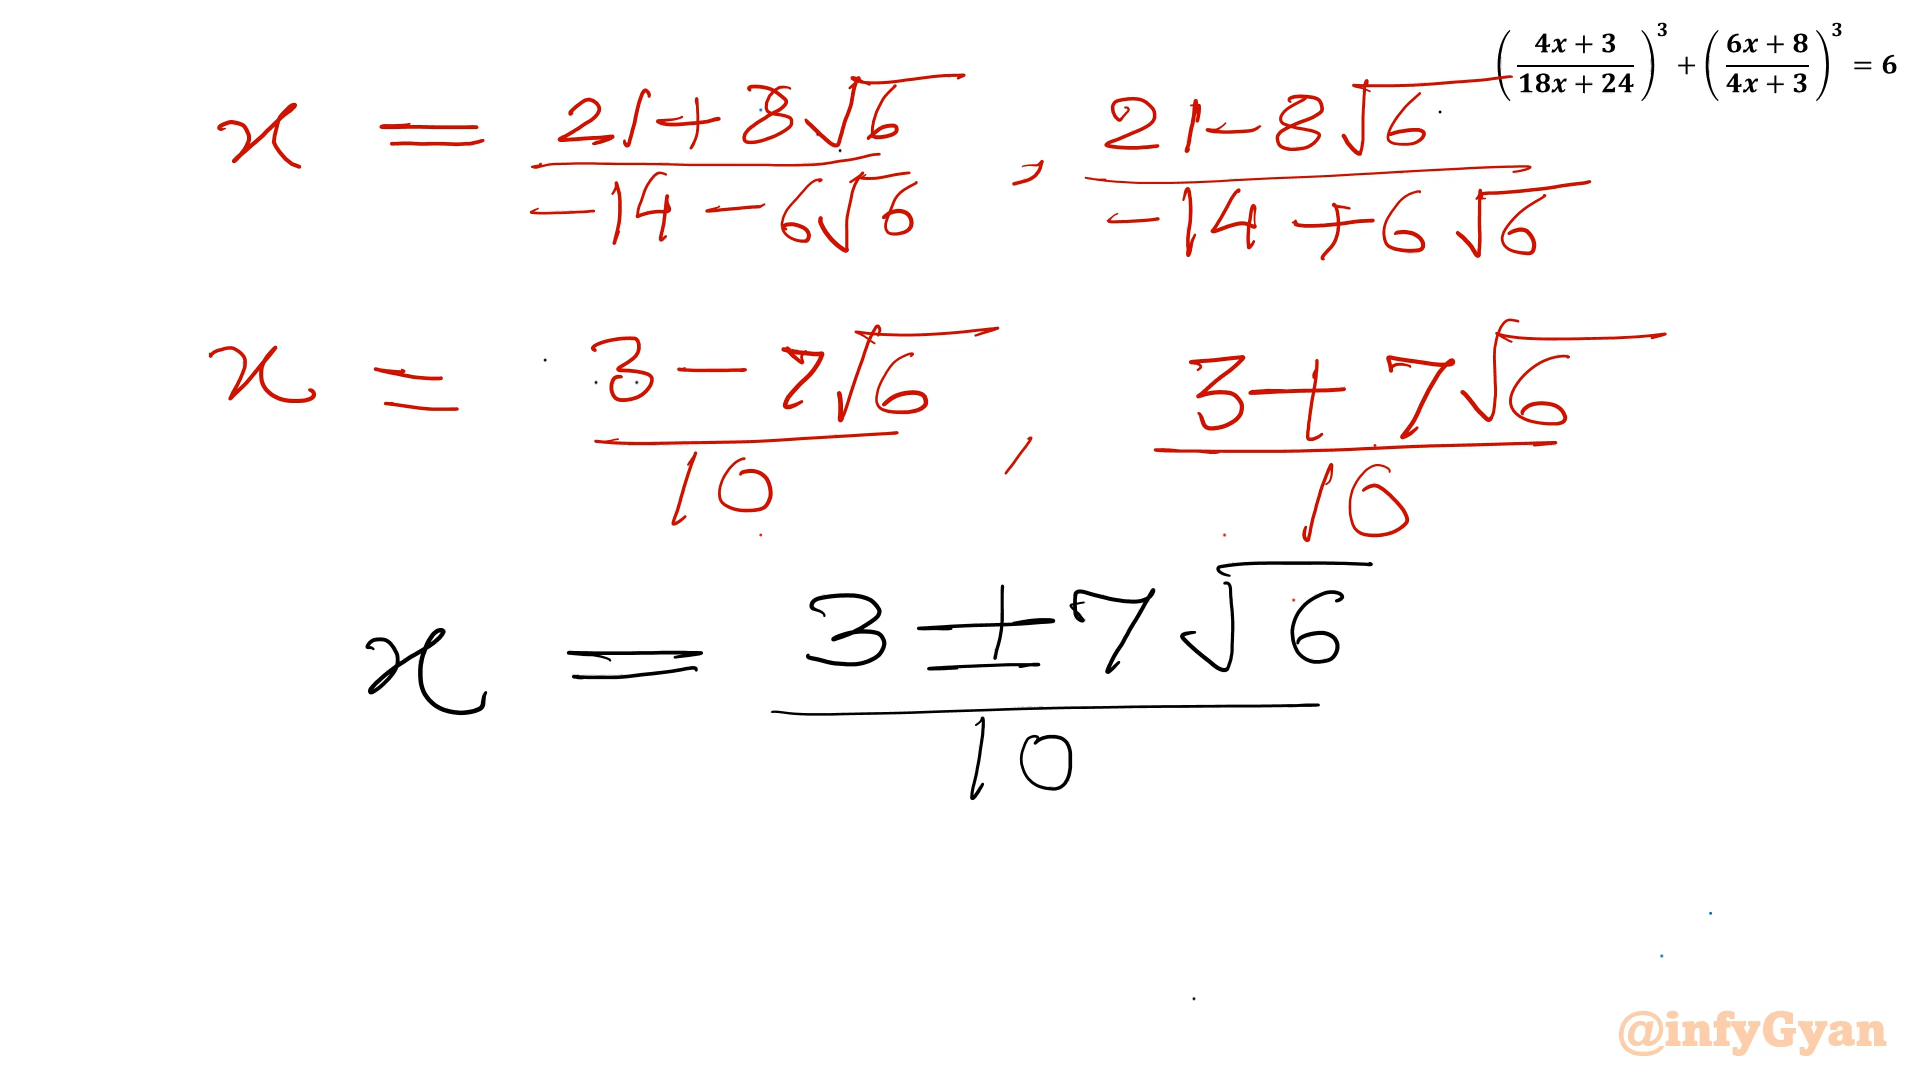 (4x + 3 / 18x + 24)³ + (6x + 8 / 4x + 3)³ = 6
x = 21 + 8√6 / -14 - 6√6 , 21 - 8√6 / -14 + 6√6
x = 3 - 7√6 / 10 , 3 + 7√6 / 10
x = 3 ± 7√6 / 10
@infyGyan